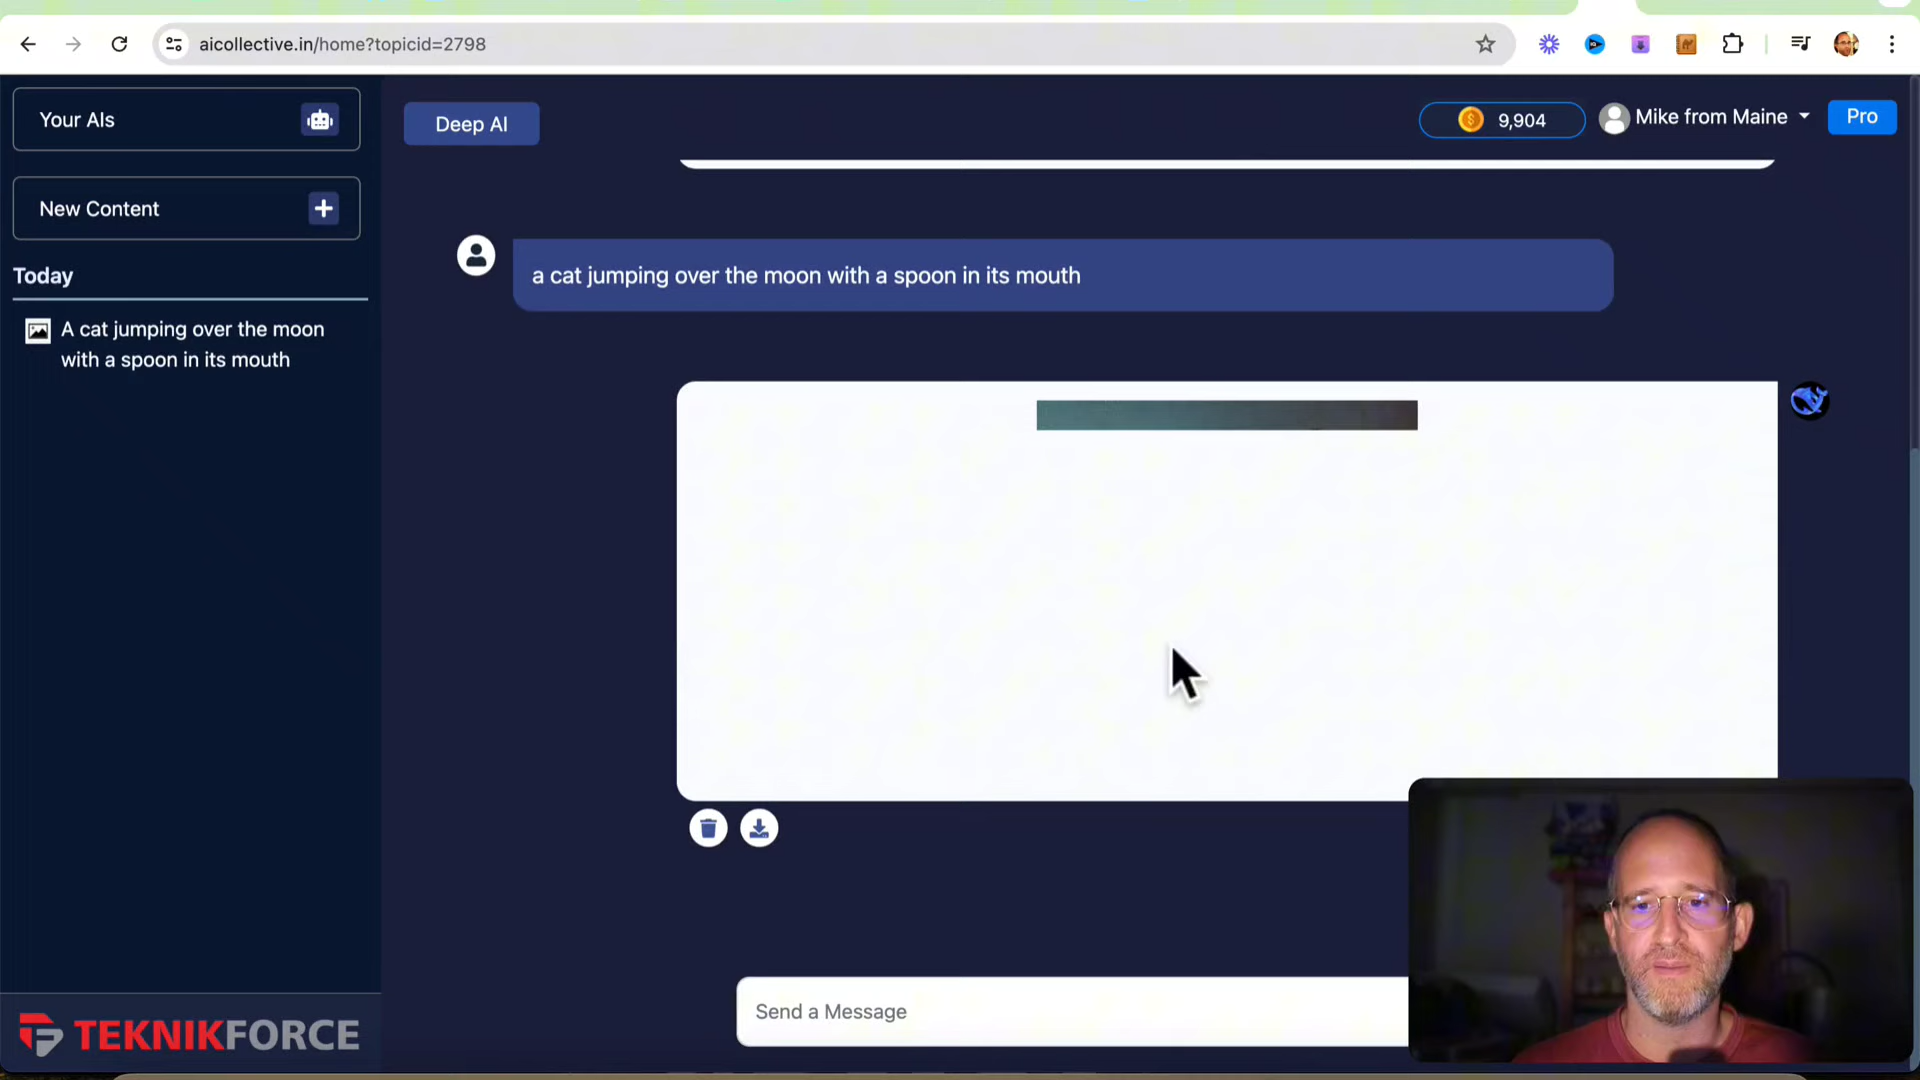 aicollective.in/home?topicid=2798
Your AIs
Deep AI
9,904
Mike from Maine
Pro
New Content
a cat jumping over the moon with a spoon in its mouth
Today
A cat jumping over the moon
with a spoon in its mouth
Send a Message
TEKNIKFORCE